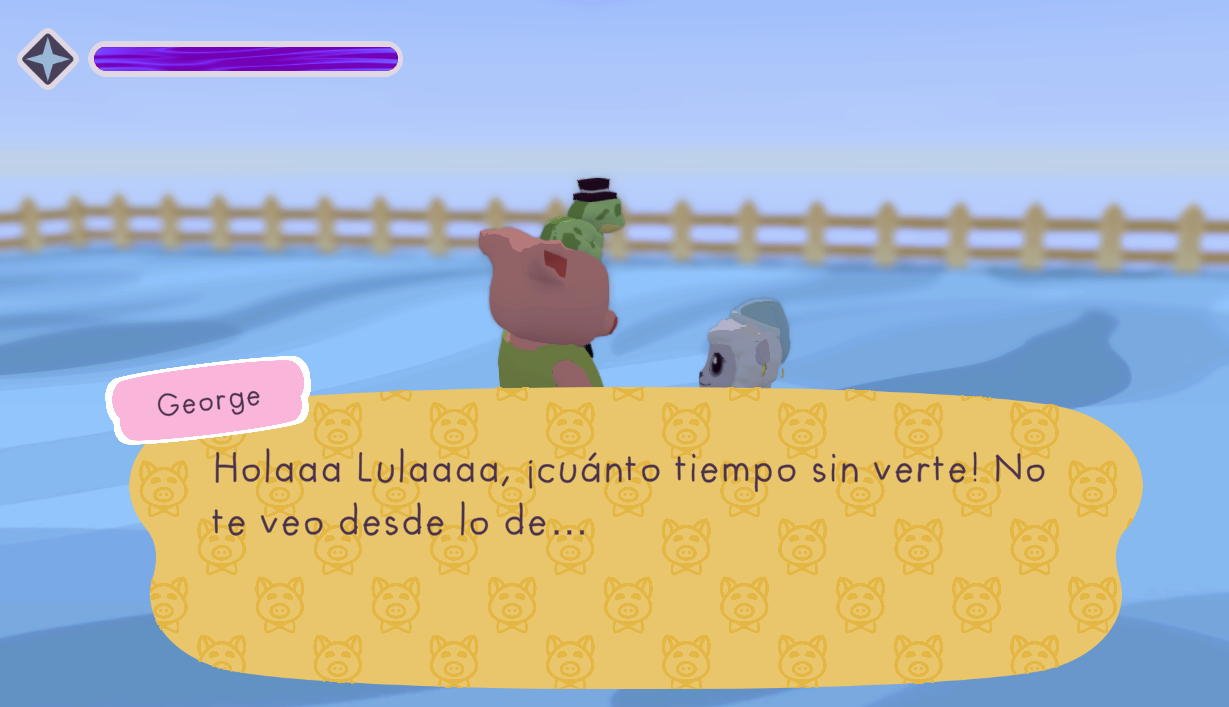 George
Holaaa Lulaaaa, ¡cuánto tiempo sin verte! No
te veo desde lo de...